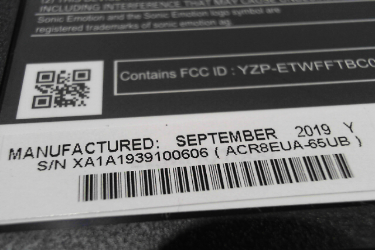 INCLUDING INTERFERENCE THAT MAY CAUSE
Sonic Emotion and the Sonic Emotion symbol are
registered trademarks of sonic emotion ag.
Contains FCC ID : YZP-ETWFFTBC0
MANUFACTURED: SEPTEMBER 2019 Y
S/N XA1A1939100606 ( ACR8EUA-65UB )